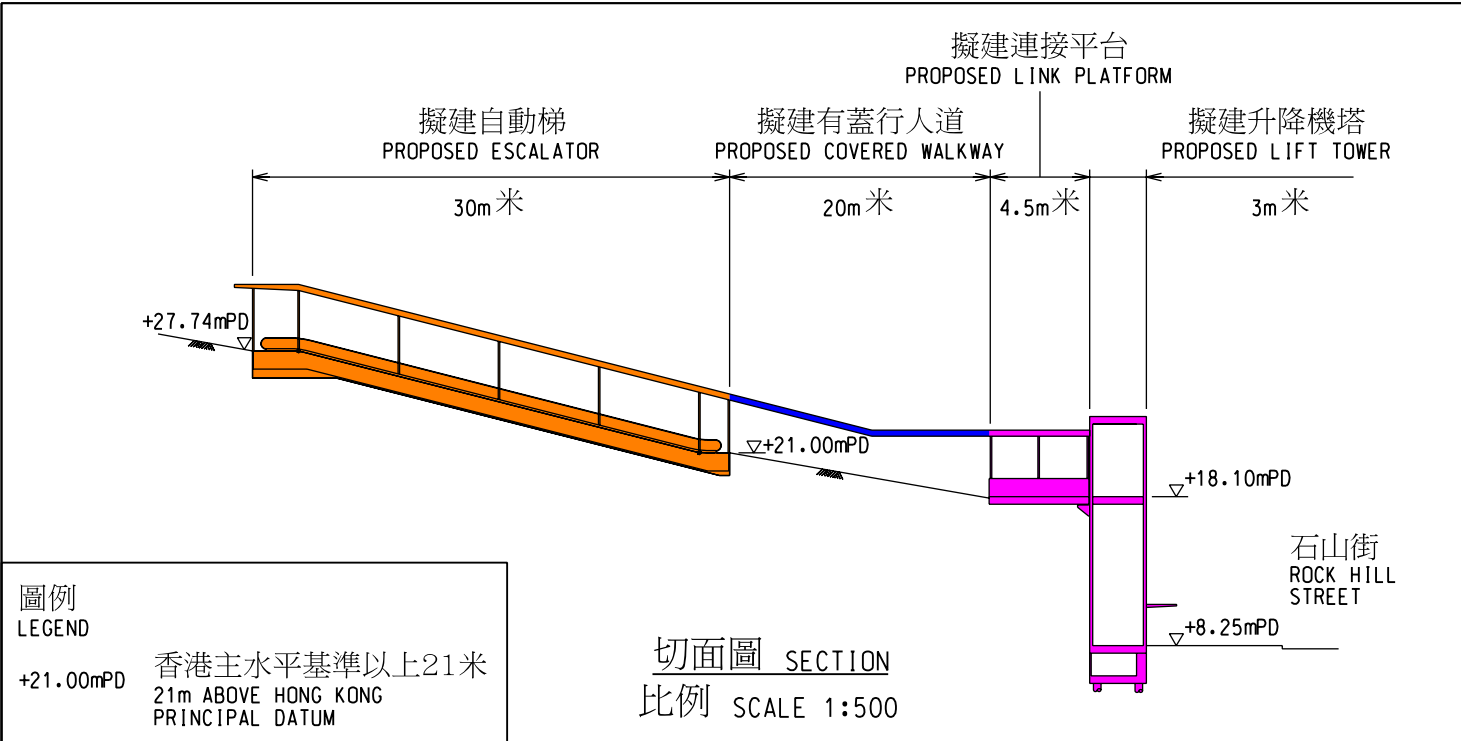 擬建連接平台
PROPOSED LINK PLATFORM
擬建自動梯
PROPOSED ESCALATOR
擬建有蓋行人道
PROPOSED COVERED WALKWAY
擬建升降機塔
PROPOSED LIFT TOWER
30m米
20m米
4.5m米
3m米
+27.74mPD
+21.00mPD
+18.10mPD
石山街
ROCK HILL
STREET
+8.25mPD
圖例
LEGEND
+21.00mPD
香港主水平基準以上21米
21m ABOVE HONG KONG
PRINCIPAL DATUM
切面圖 SECTION
比例 SCALE 1:500